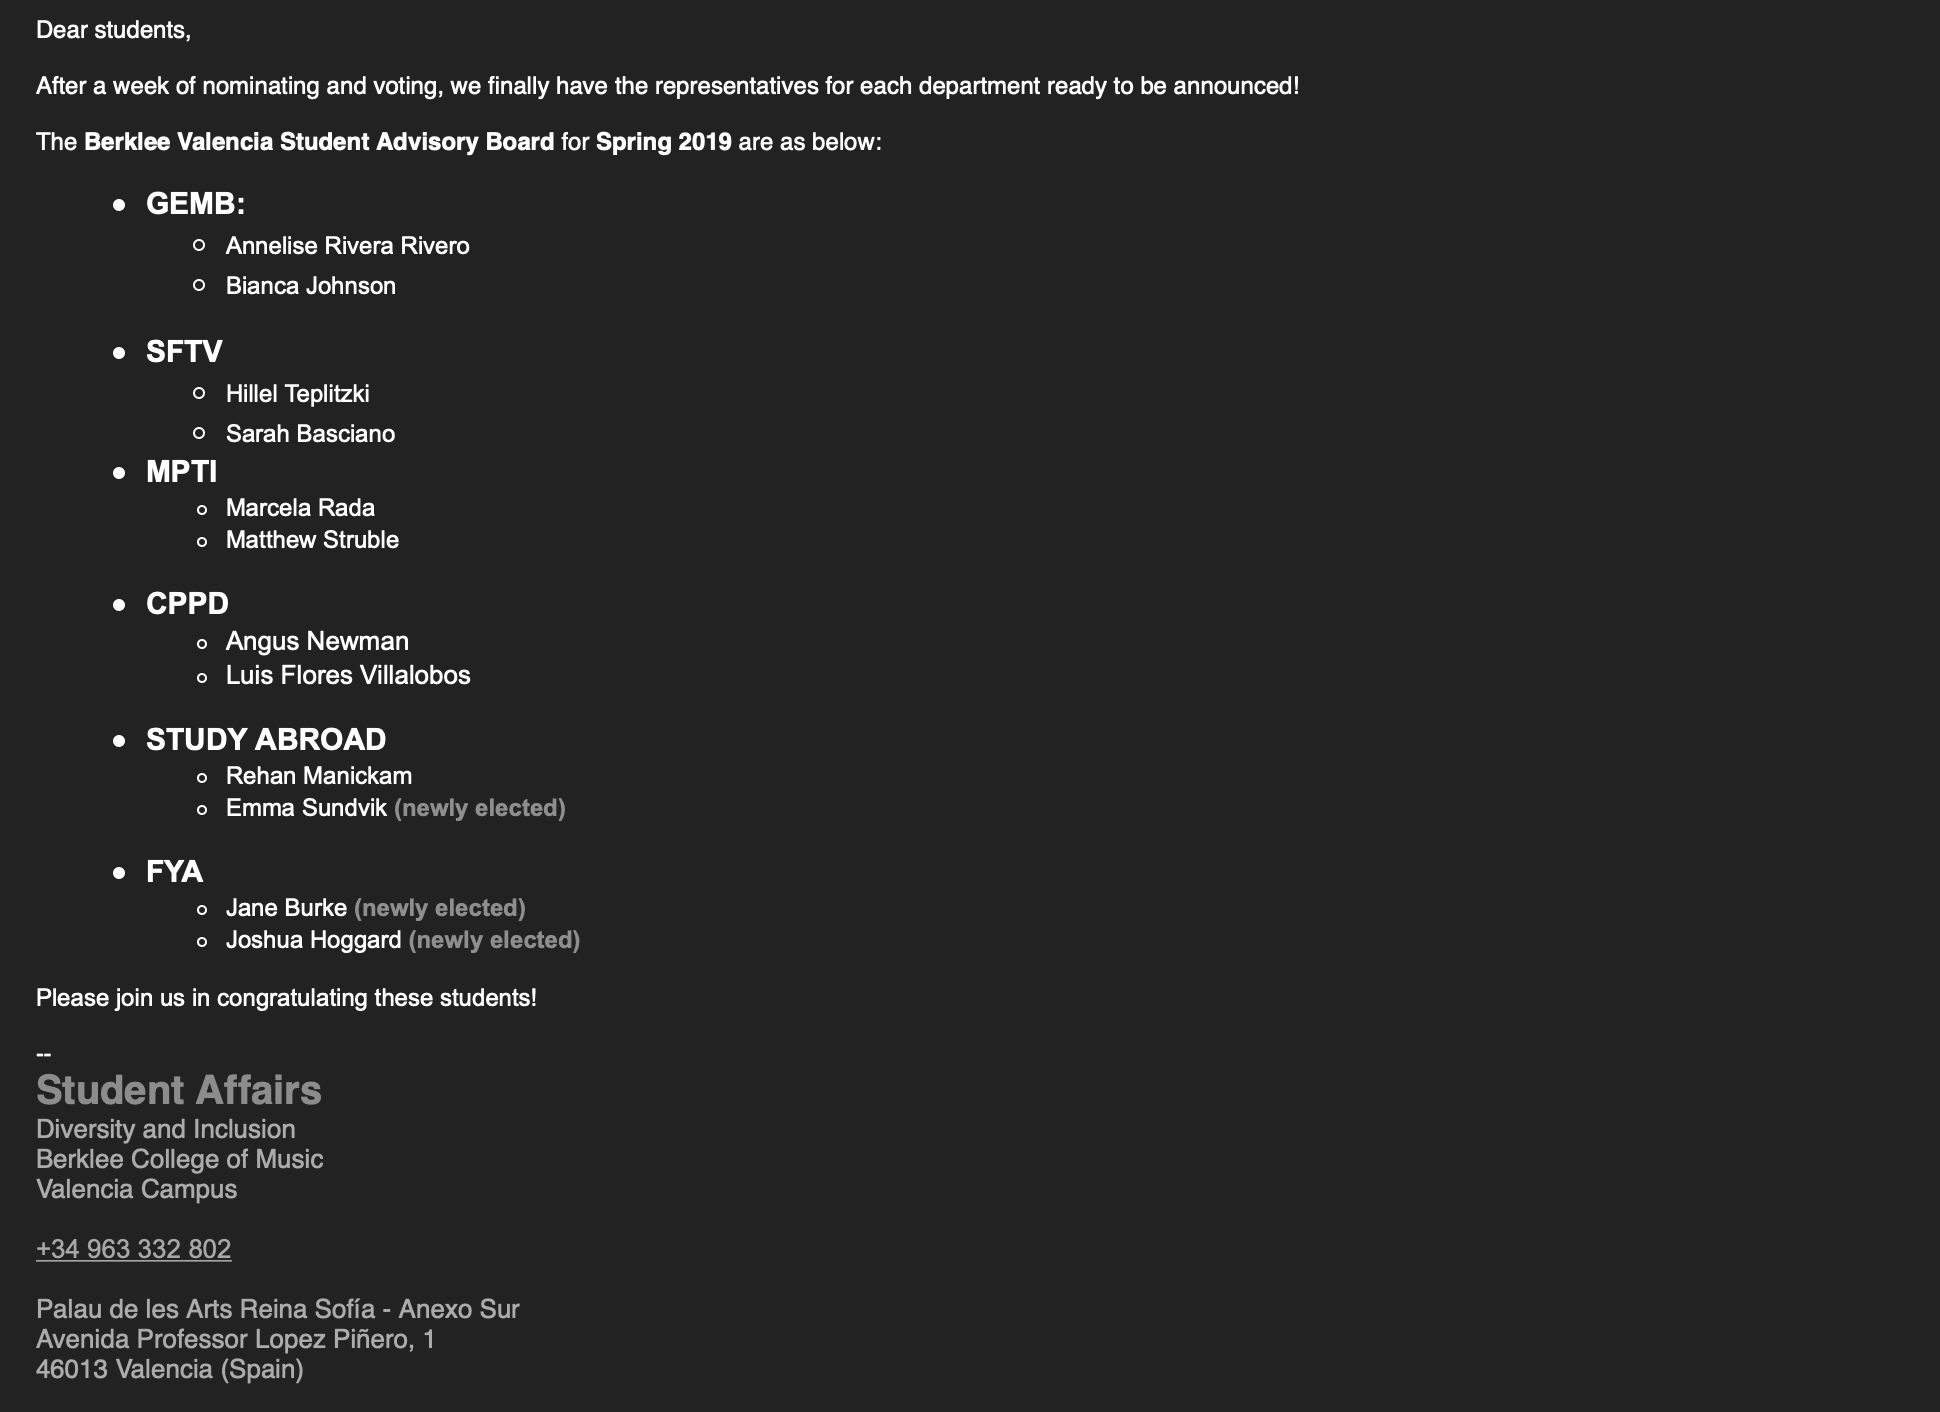 Dear students,
After a week of nominating and voting, we finally have the representatives for each department ready to be announced!
The Berklee Valencia Student Advisory Board for Spring 2019 are as below:
GEMB:
Annelise Rivera Rivero
Bianca Johnson
SFTV
Hillel Teplitzki
Sarah Basciano
MPTI
Marcela Rada
Matthew Struble
CPPD
Angus Newman
Luis Flores Villalobos
STUDY ABROAD
Rehan Manickam
Emma Sundvik (newly elected)
FYA
Jane Burke (newly elected)
Joshua Hoggard (newly elected)
Please join us in congratulating these students!
--
Student Affairs
Diversity and Inclusion
Berklee College of Music
Valencia Campus
+34 963 332 802
Palau de les Arts Reina Sofía - Anexo Sur
Avenida Professor Lopez Piñero, 1
46013 Valencia (Spain)